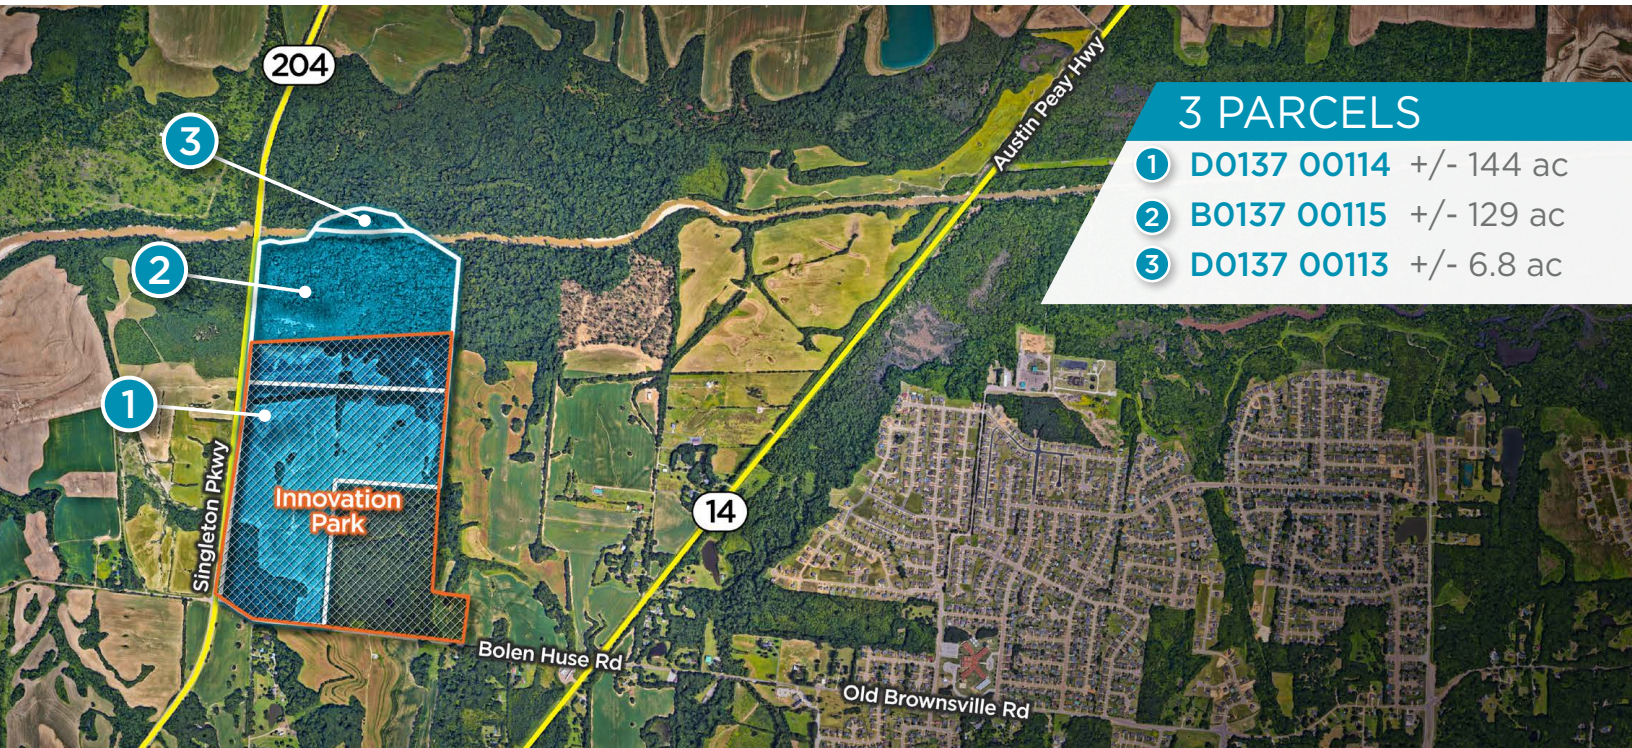 204
3
Austin Peay Hwy
3 PARCELS
1 D0137 00114 +/- 144 ac
2 B0137 00115 +/- 129 ac
3 D0137 00113 +/- 6.8 ac
2
1
Singleton Pkwy
Innovation
Park
14
Bolen Huse Rd
Old Brownsville Rd